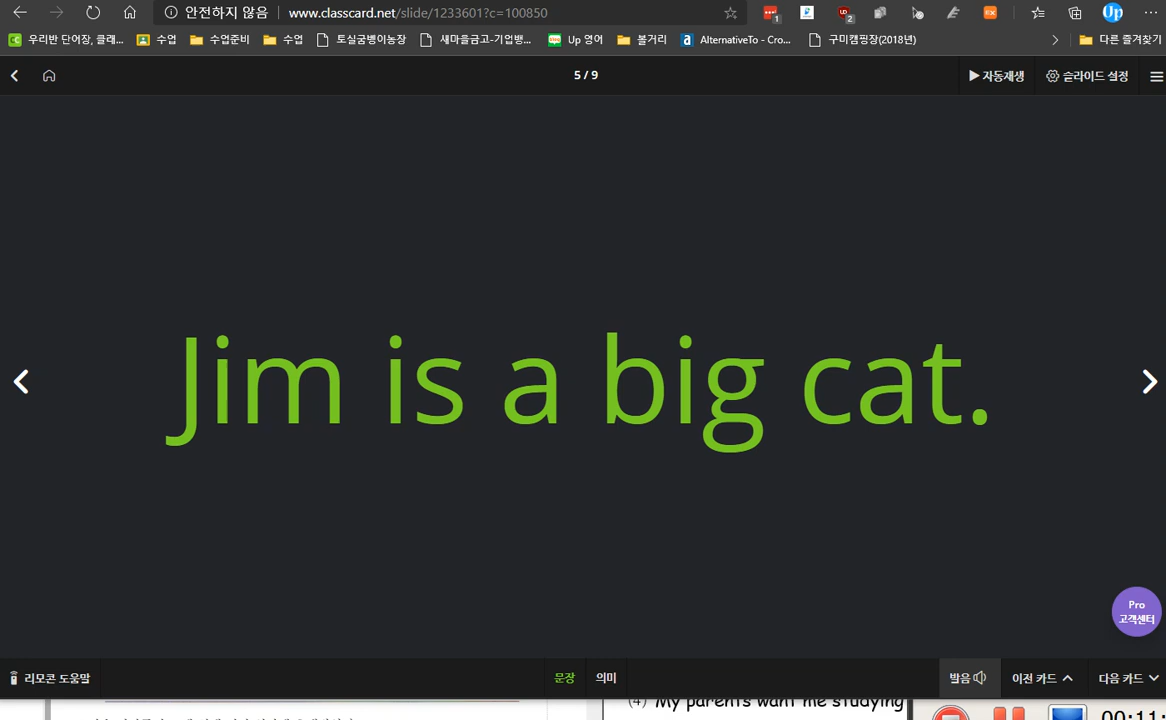 안전하지 않음 www.classcard.net/slide/1233601?c=100850
우리반 단어장, 클래... 수업 수업준비 수업 토실굼벵이농장 새마을금고-기업뱅... Up 영어 볼거리 AlternativeTo - Cro... 구미캠핑장(2018년) 다른 즐겨찾기
5 / 9 자동재생 슬라이드 설정
Jim is a big cat.
Pro
고객센터
리모콘 도움말 문장 의미 발음 이전 카드 다음 카드
(4) My parents want me studying
00:11: